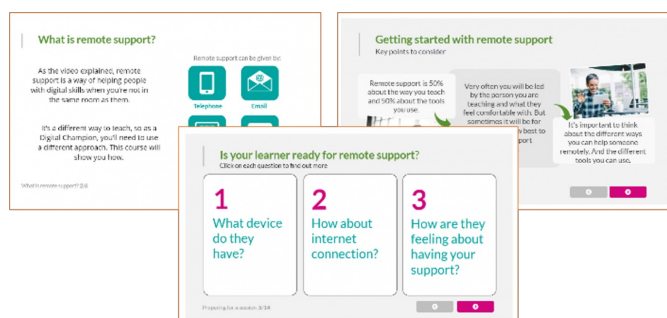 What is remote support?
As the video explained, remote
support is a way of helping people
with digital skills when you're not in
the same room as them.
It's a different way to teach, so as a
Digital Champion, you'll need to use
a different approach. This course will
show you how.
Remote support can be given by:
Telephone
Email
What is remote support?
Getting started with remote support
Key points to consider
Remote support is 50%
about the way you teach
and 50% about the tools
you use.
Very often you will be led
by the person you are
teaching and what they
feel comfortable with. But
sometimes it will be for
best to
port
It's important to think
about the different ways
you can help someone
remotely. And the different
tools you can use.
Is your learner ready for remote support?
Click on each question to find out more
1
What device
do they
have?
2
How about
internet
connection?
3
How are they
feeling about
having your
support?
Preparing for a session